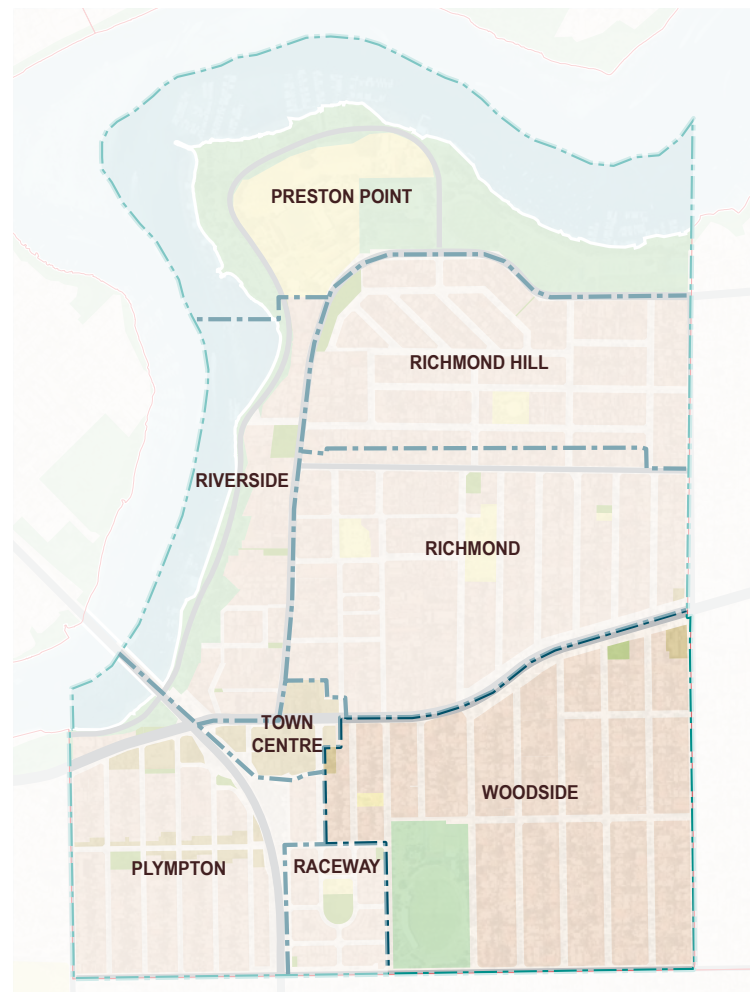 PRESTON POINT
RICHMOND HILL
RIVERSIDE
RICHMOND
TOWN
CENTRE
WOODSIDE
PLYMPTON
RACEWAY